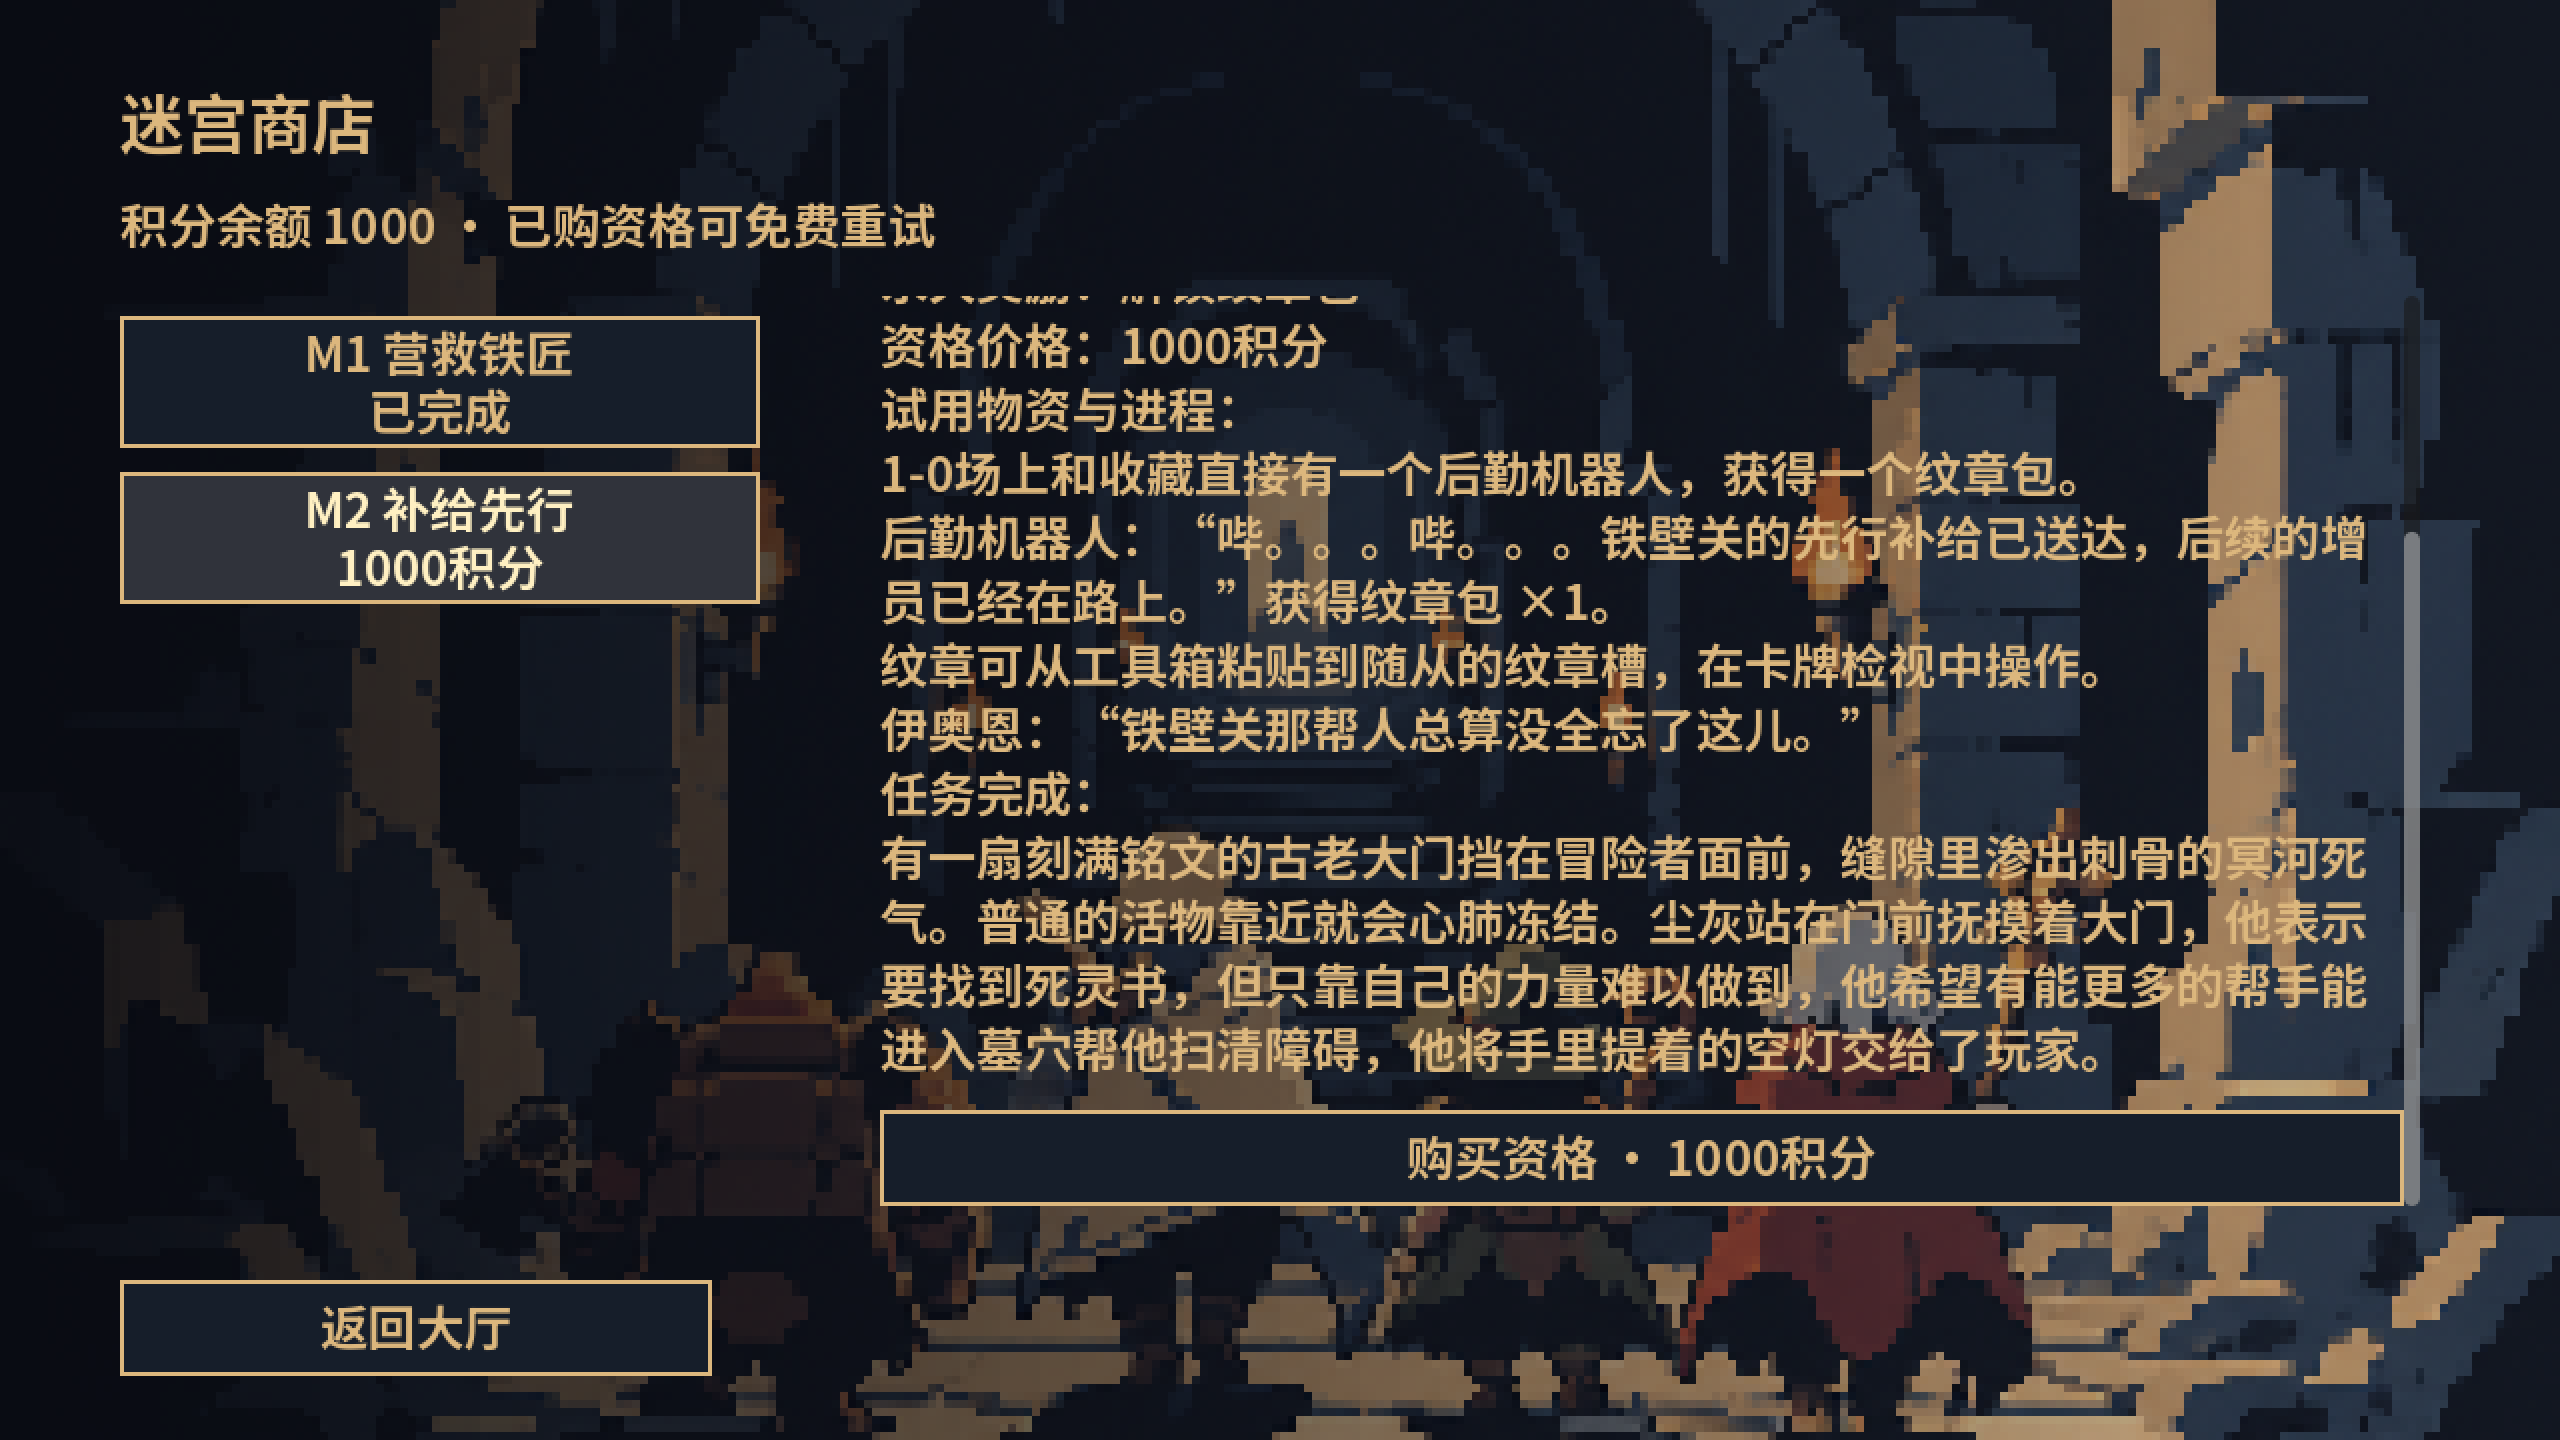 迷宫商店
积分余额 1000 · 已购资格可免费重试
M1 营救铁匠
已完成
M2 补给先行
1000积分
资格价格：1000积分
试用物资与进程：
1-0场上和收藏直接有一个后勤机器人，获得一个纹章包。
后勤机器人：“哔。。。哔。。。铁壁关的先行补给已送达，后续的增
员已经在路上。”获得纹章包 ×1。
纹章可从工具箱粘贴到随从的纹章槽，在卡牌检视中操作。
伊奥恩：“铁壁关那帮人总算没全忘了这儿。”
任务完成：
有一扇刻满铭文的古老大门挡在冒险者面前，缝隙里渗出刺骨的冥河死
气。普通的活物靠近就会心肺冻结。尘灰站在门前抚摸着大门，他表示
要找到死灵书，但只靠自己的力量难以做到，他希望有能更多的帮手能
进入墓穴帮他扫清障碍，他将手里提着的空灯交给了玩家。
购买资格 · 1000积分
返回大厅